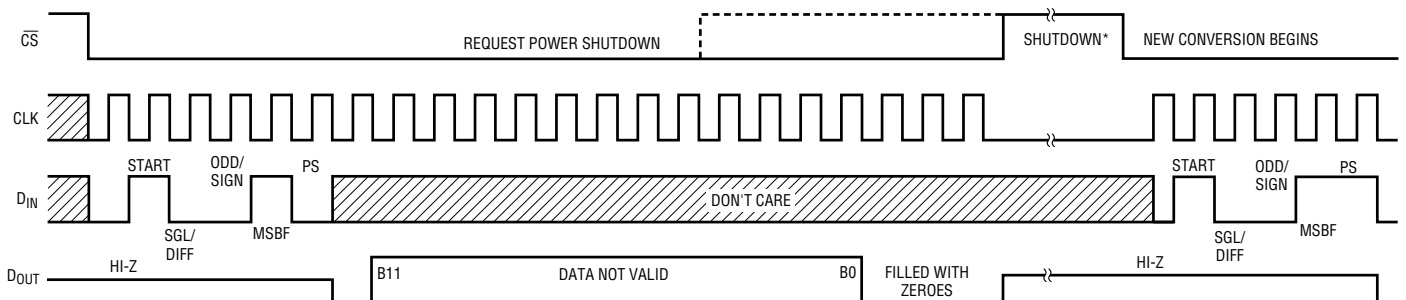 CS
REQUEST POWER SHUTDOWN
SHUTDOWN*
NEW CONVERSION BEGINS
CLK
START
ODD/
SIGN
PS
START
ODD/
SIGN
PS
DIN
DON'T CARE
SGL/
DIFF
MSBF
SGL/
DIFF
MSBF
DOUT
HI-Z
B11
DATA NOT VALID
B0
FILLED WITH
ZEROES
HI-Z